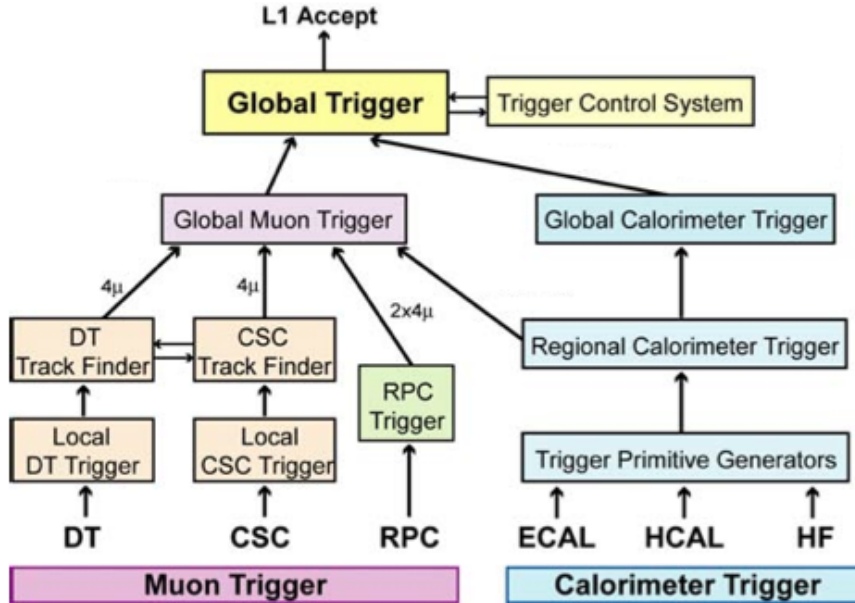 L1 Accept
Global Trigger
Trigger Control System
Global Muon Trigger
Global Calorimeter Trigger
4μ
4μ
2x4μ
DT
Track Finder
CSC
Track Finder
Regional Calorimeter Trigger
RPC
Trigger
Local
DT Trigger
Local
CSC Trigger
Trigger Primitive Generators
DT
CSC
RPC
ECAL
HCAL
HF
Muon Trigger
Calorimeter Trigger